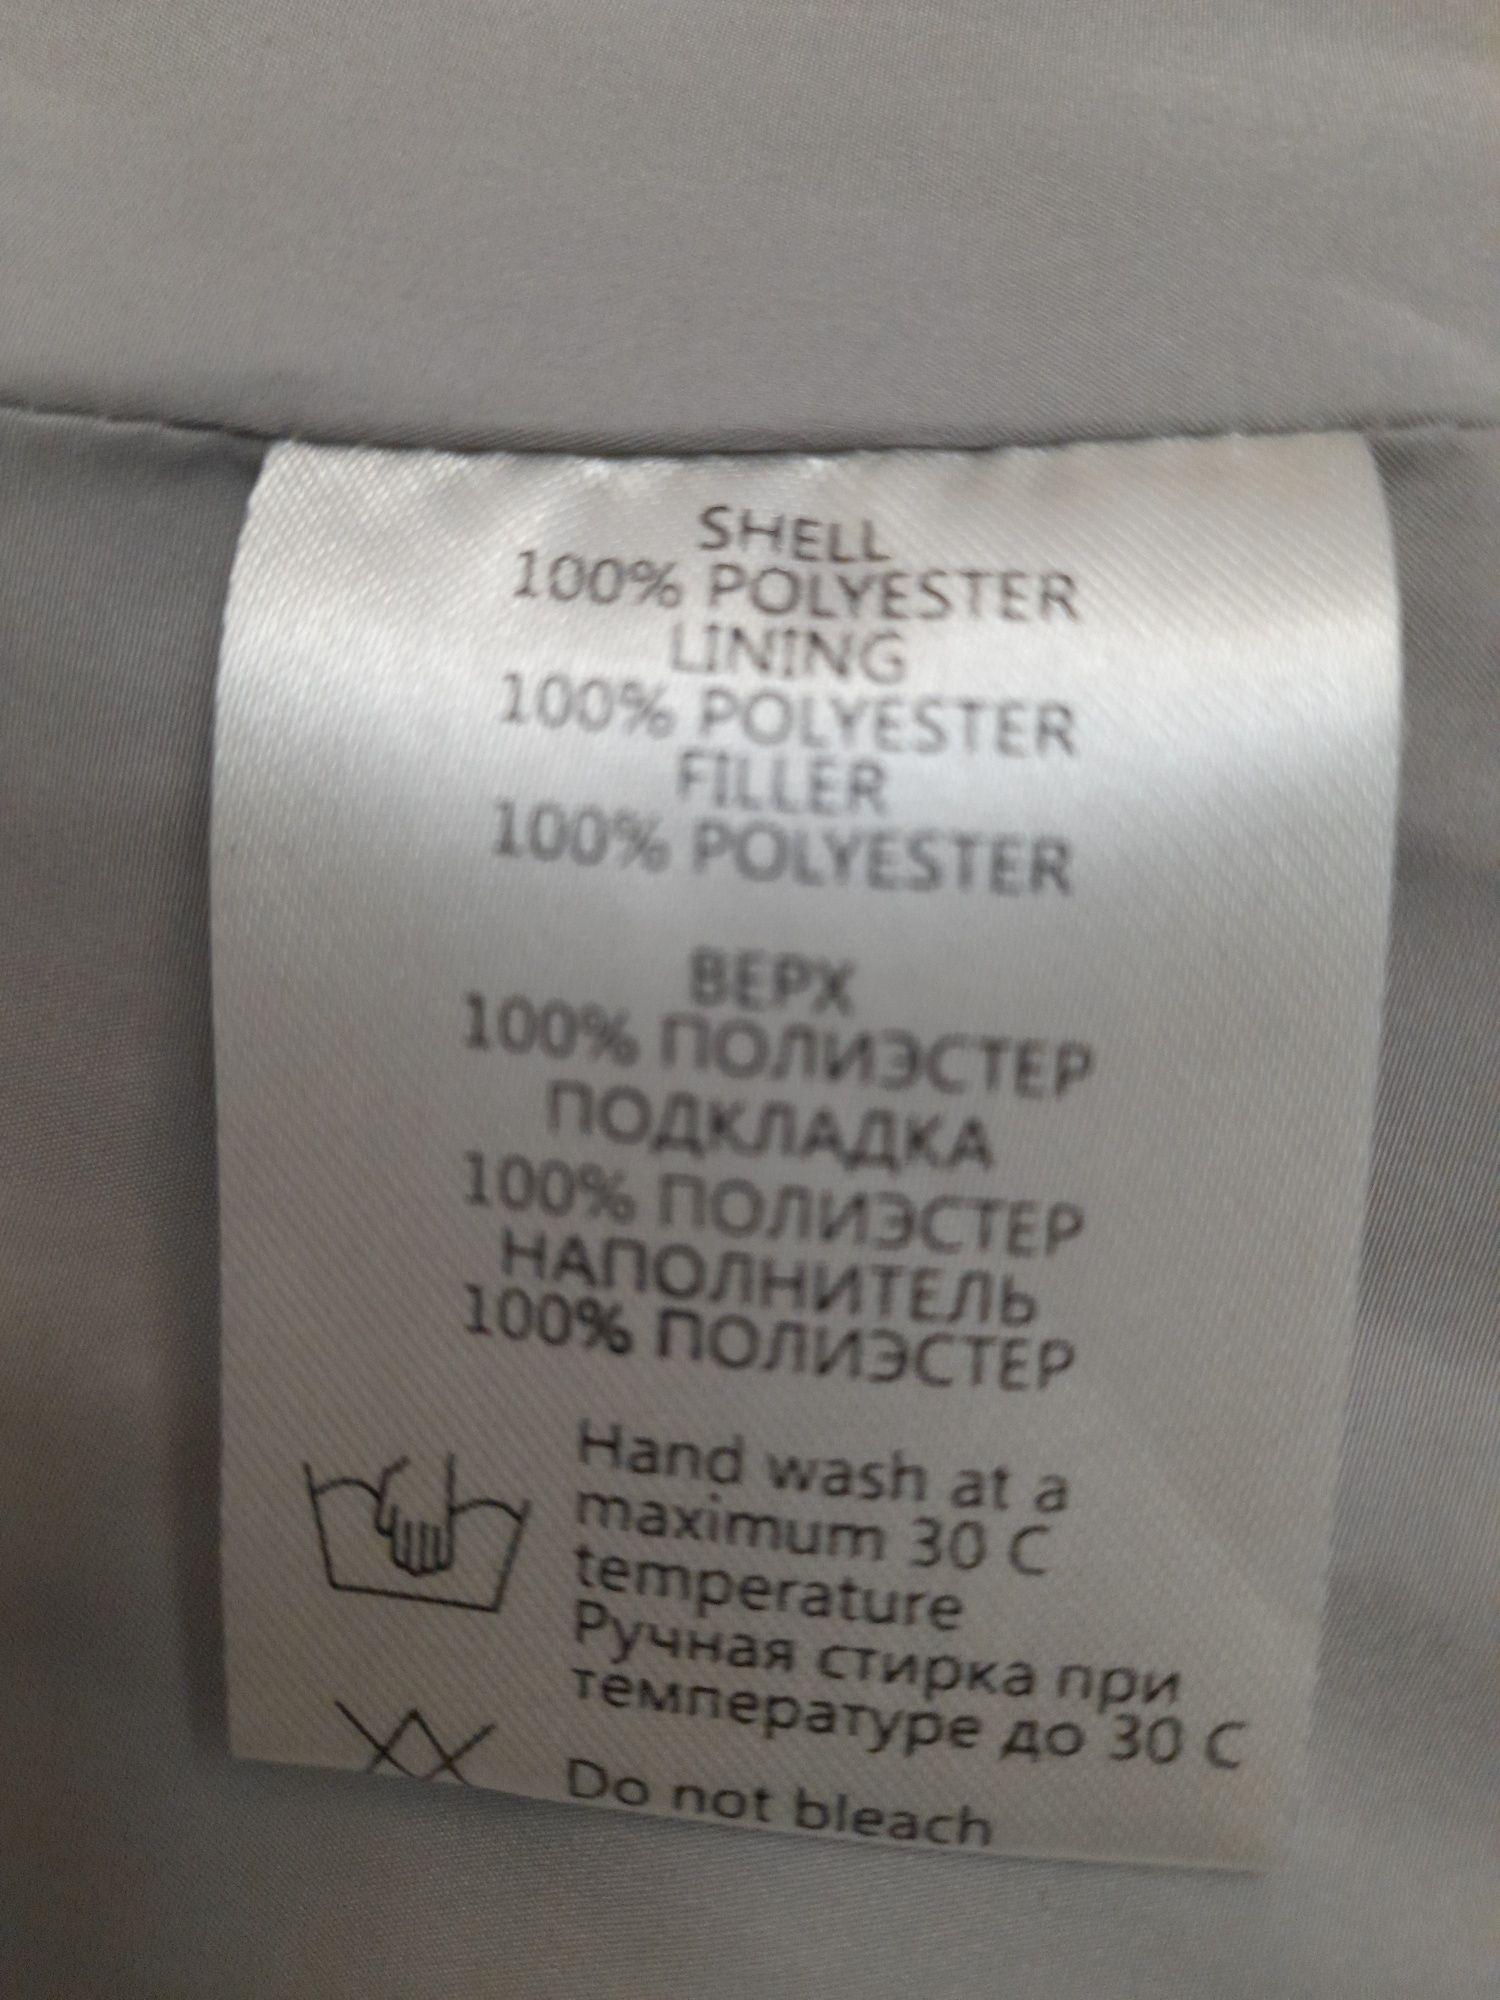 SHELL
100% POLYESTER
LINING
100% POLYESTER
FILLER
100% POLYESTER
ВЕРХ
100% ПОЛИЭСТЕР
ПОДКЛАДКА
100% ПОЛИЭСТЕР
НАПОЛНИТЕЛЬ
100% ПОЛИЭСТЕР
Hand wash at a
maximum 30 C
temperature
Ручная стирка при
температуре до 30 С
Do not bleach